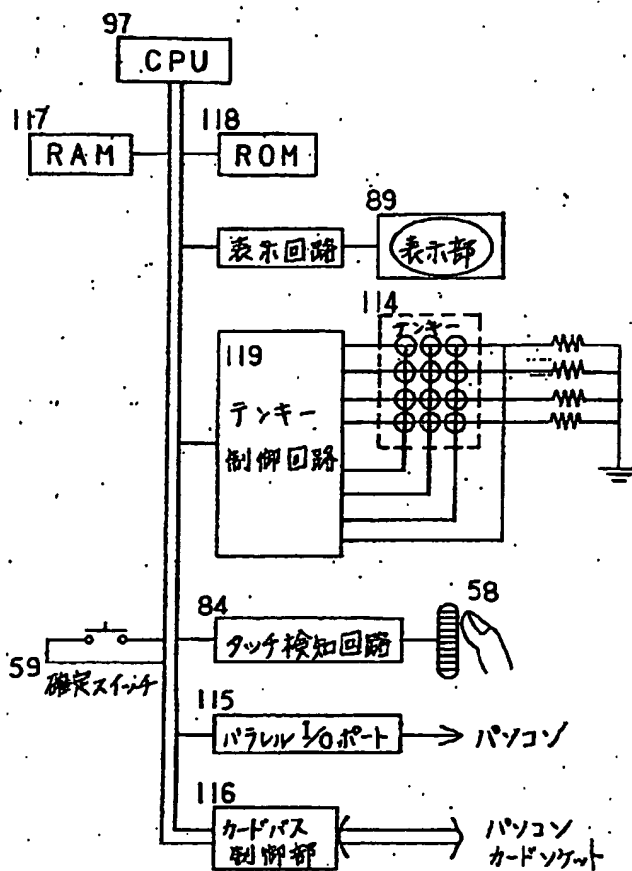 97
CPU
117
RAM
118
ROM
表示回路
89
表示部
114
テンキー
119
テンキー
制御回路
84
タッチ検知回路
58
59
確定スイッチ
115
パラレルI/Oポート
パソコン
116
カードバス
制御部
パソコン
カードソケット